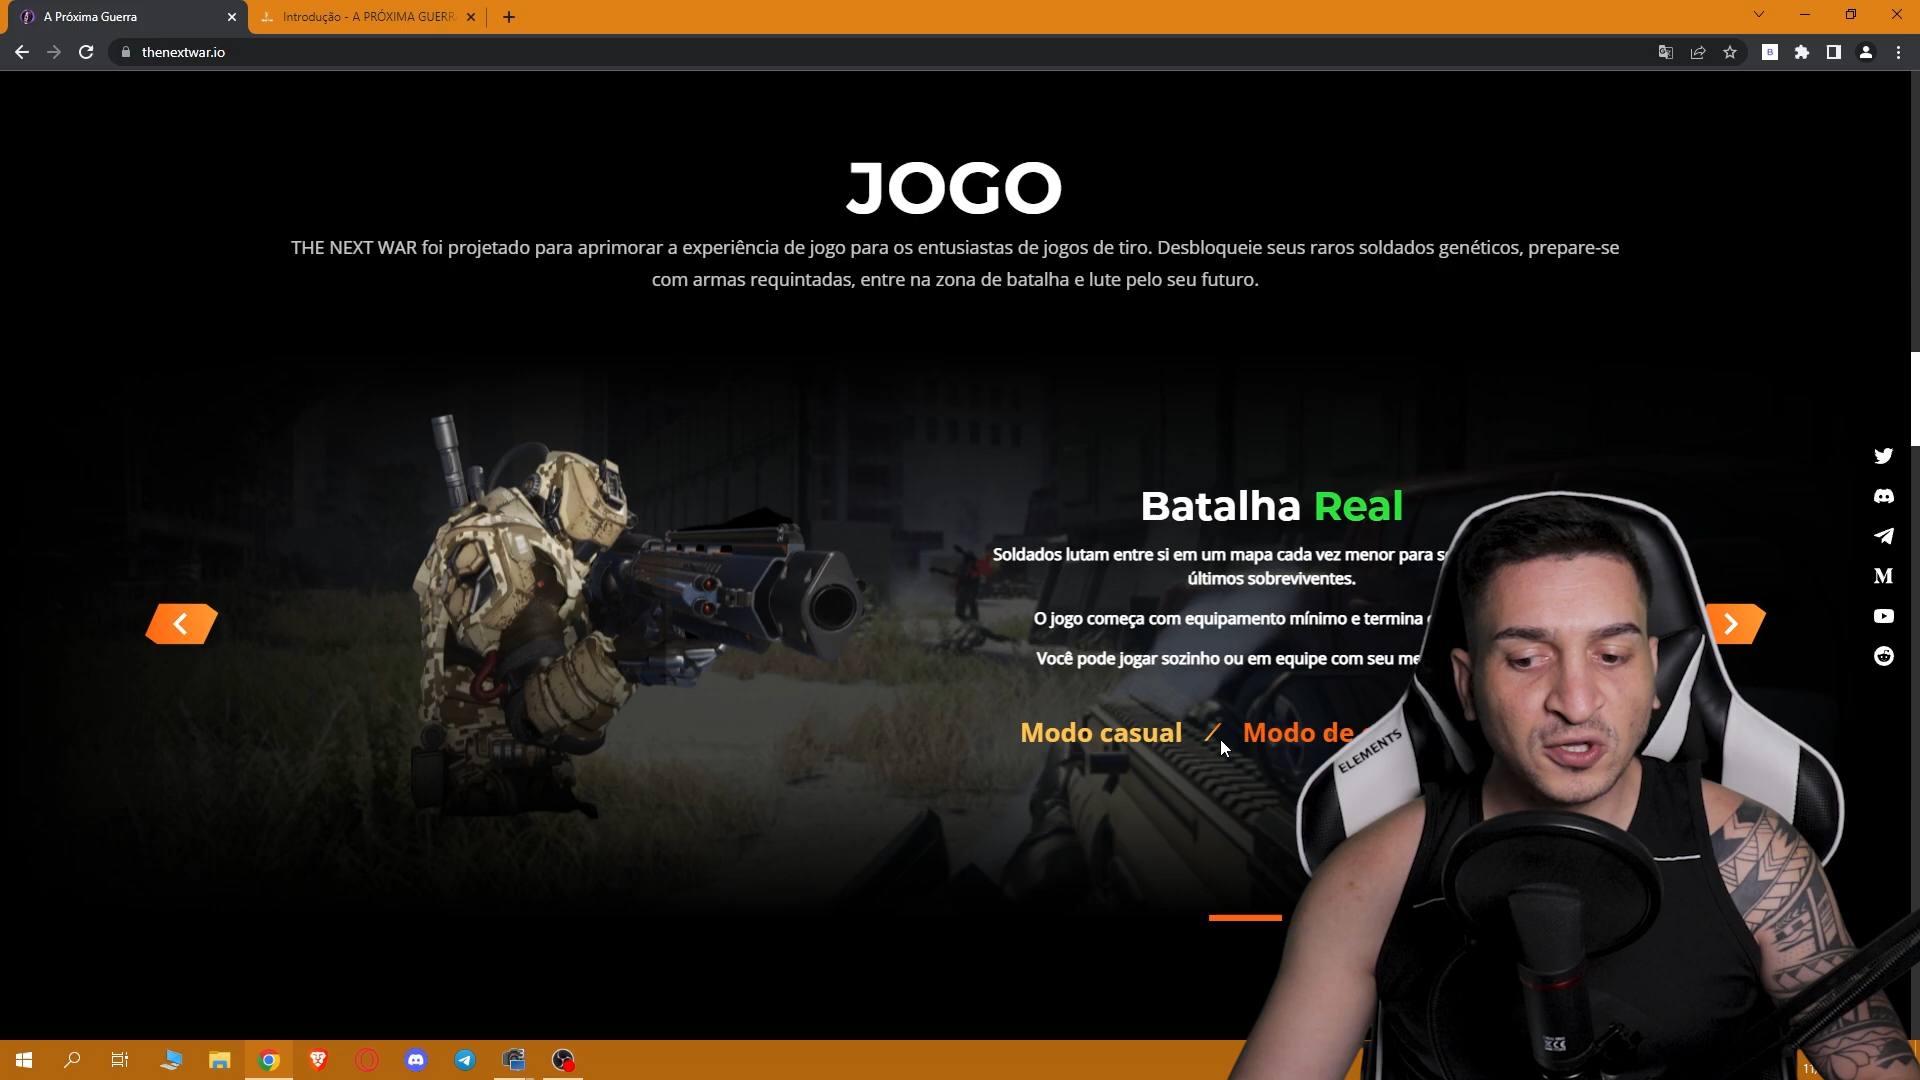 A Próxima Guerra
Introdução - A PRÓXIMA GUERR
thenextwar.io
JOGO
THE NEXT WAR foi projetado para aprimorar a experiência de jogo para os entusiastas de jogos de tiro. Desbloqueie seus raros soldados genéticos, prepare-se
com armas requintadas, entre na zona de batalha e lute pelo seu futuro.
Batalha Real
Soldados lutam entre si em um mapa cada vez menor para
últimos sobreviventes.
O jogo começa com equipamento mínimo e termina
Você pode jogar sozinho ou em equipe com seu
Modo casual / Modo de
ELEMENTS